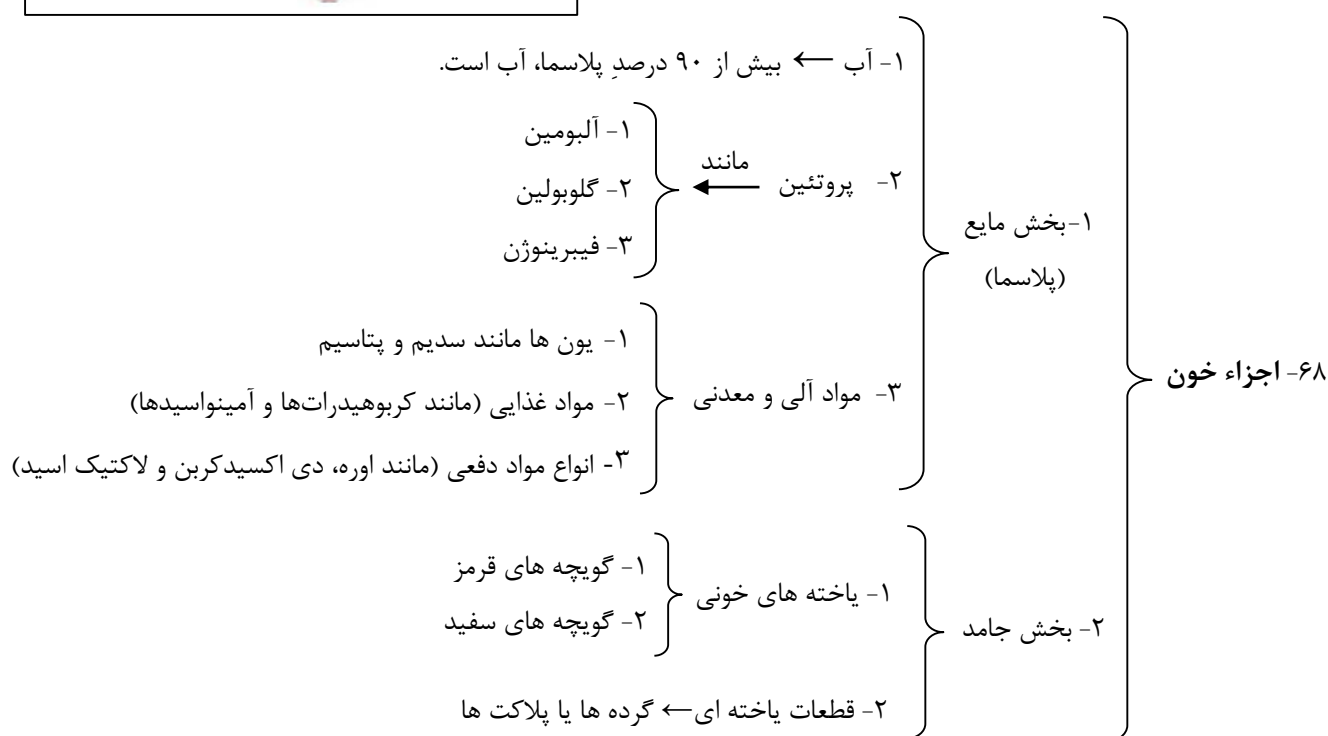 ۶۸- اجزاء خون
۱-بخش مایع
(پلاسما)
۱- آب ← بیش از ۹۰ درصدِ پلاسما، آب است.
۲- پروتئین
مانند
۱- آلبومین
۲- گلوبولین
۳- فیبرینوژن
۳- مواد آلی و معدنی
۱- یون ها مانند سدیم و پتاسیم
۲- مواد غذایی (مانند کربوهیدرات‌ها و آمینواسیدها)
۳- انواع مواد دفعی (مانند اوره، دی اکسیدکربن و لاکتیک اسید)
۲- بخش جامد
۱- یاخته های خونی
۱- گویچه های قرمز
۲- گویچه های سفید
۲- قطعات یاخته ای← گرده ها یا پلاکت ها